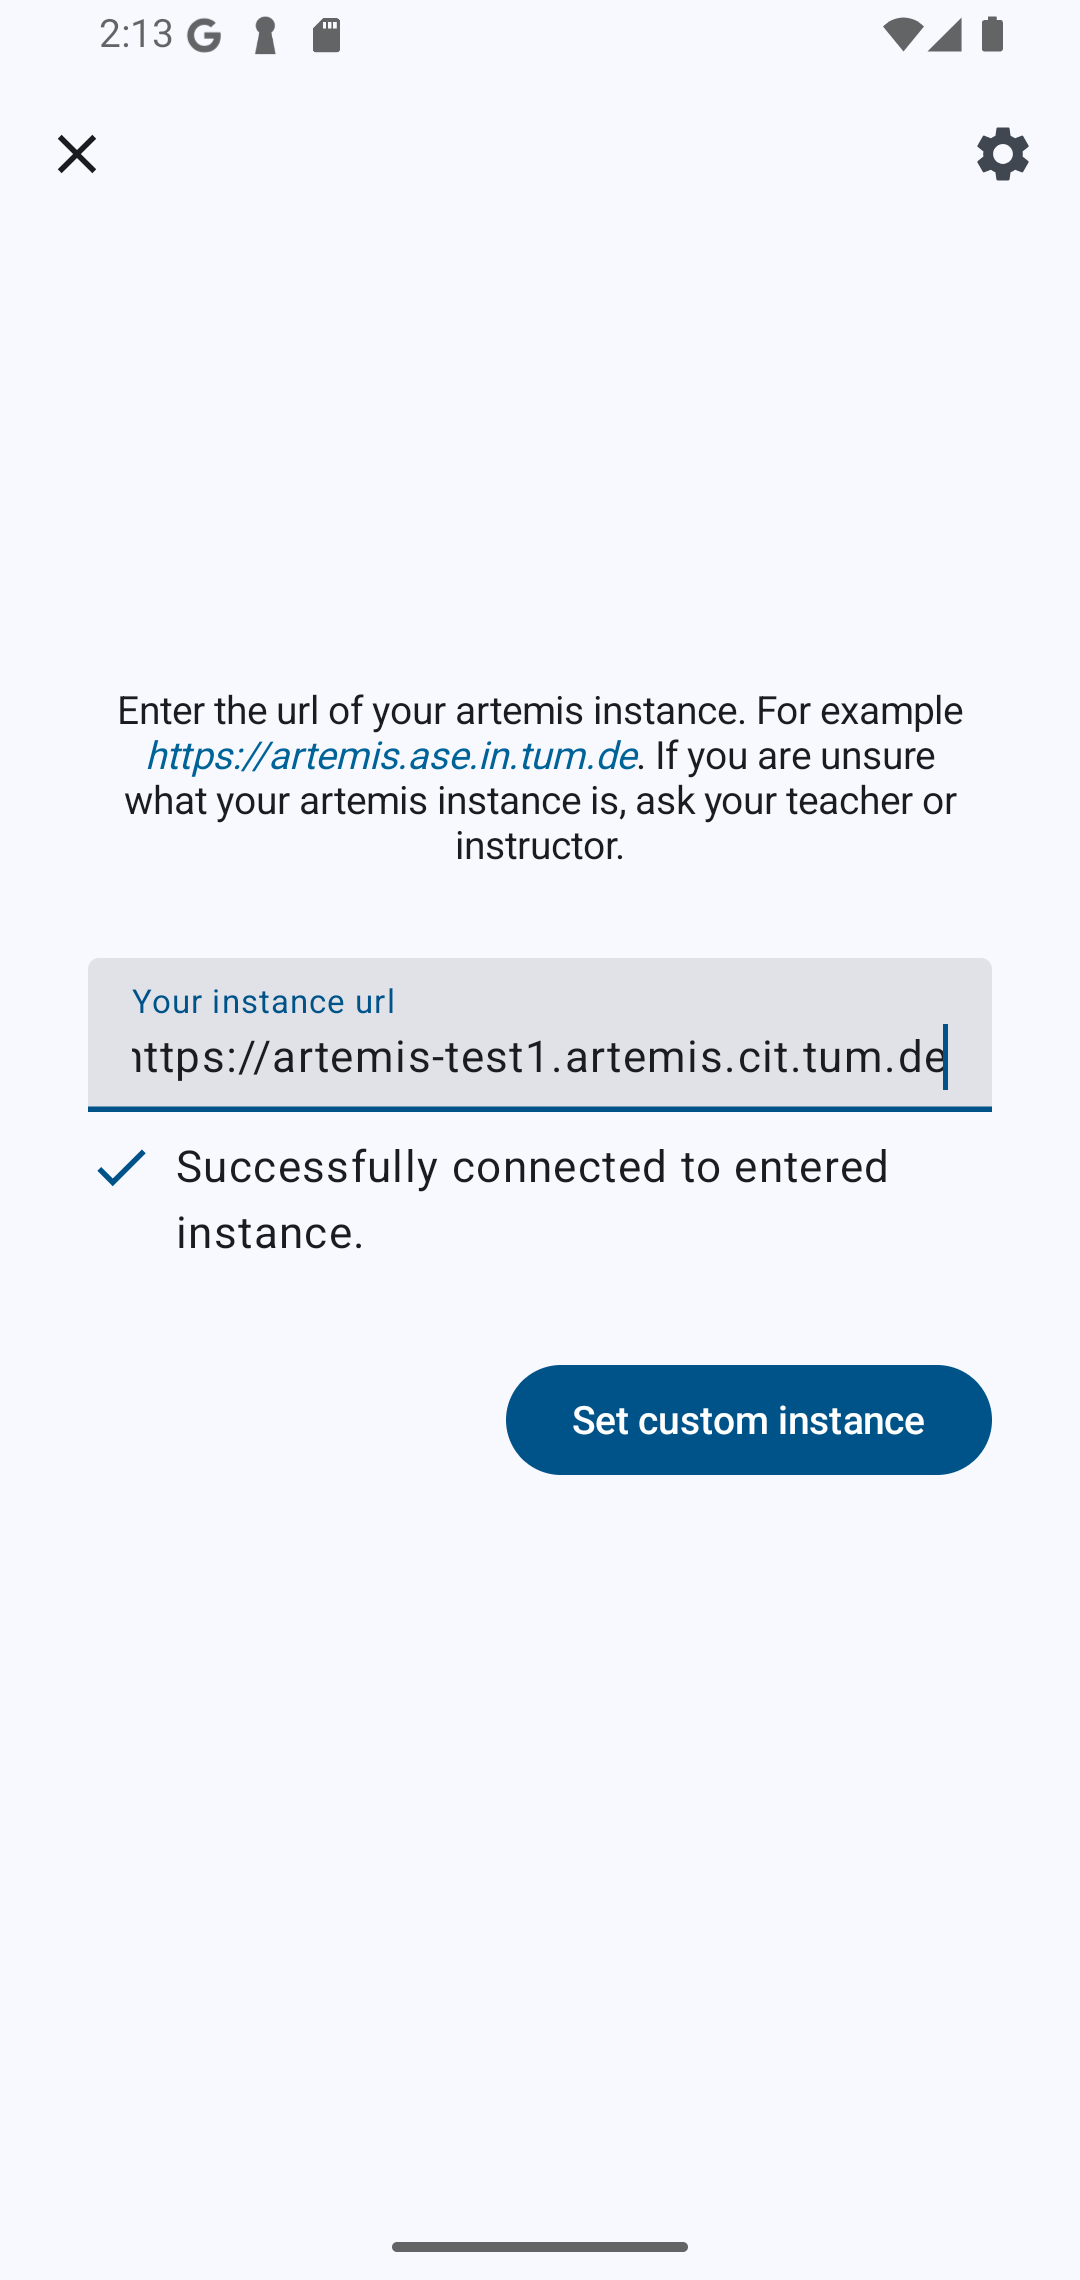 2:13
Enter the url of your artemis instance. For example
https://artemis.ase.in.tum.de. If you are unsure
what your artemis instance is, ask your teacher or
instructor.
Your instance url
https://artemis-test1.artemis.cit.tum.de
Successfully connected to entered
instance.
Set custom instance